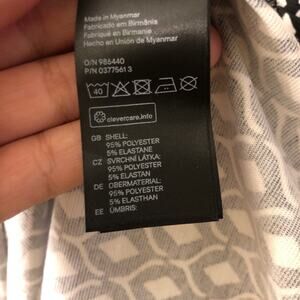 Made in Myanmar
Fabricado em Birmânia
Fabriqué en Birmanie
Hecho en Unión de Myanmar
O/N 986440
P/N 03775613
40
clevercare.info
GB SHELL:
95% POLYESTER
5% ELASTANE
CZ SVRCHNÍ LÁTKA:
95% POLYESTER
5% ELASTAN
DE OBERMATERIAL:
95% POLYESTER
5% ELASTHAN
EE ÜMBRIS: